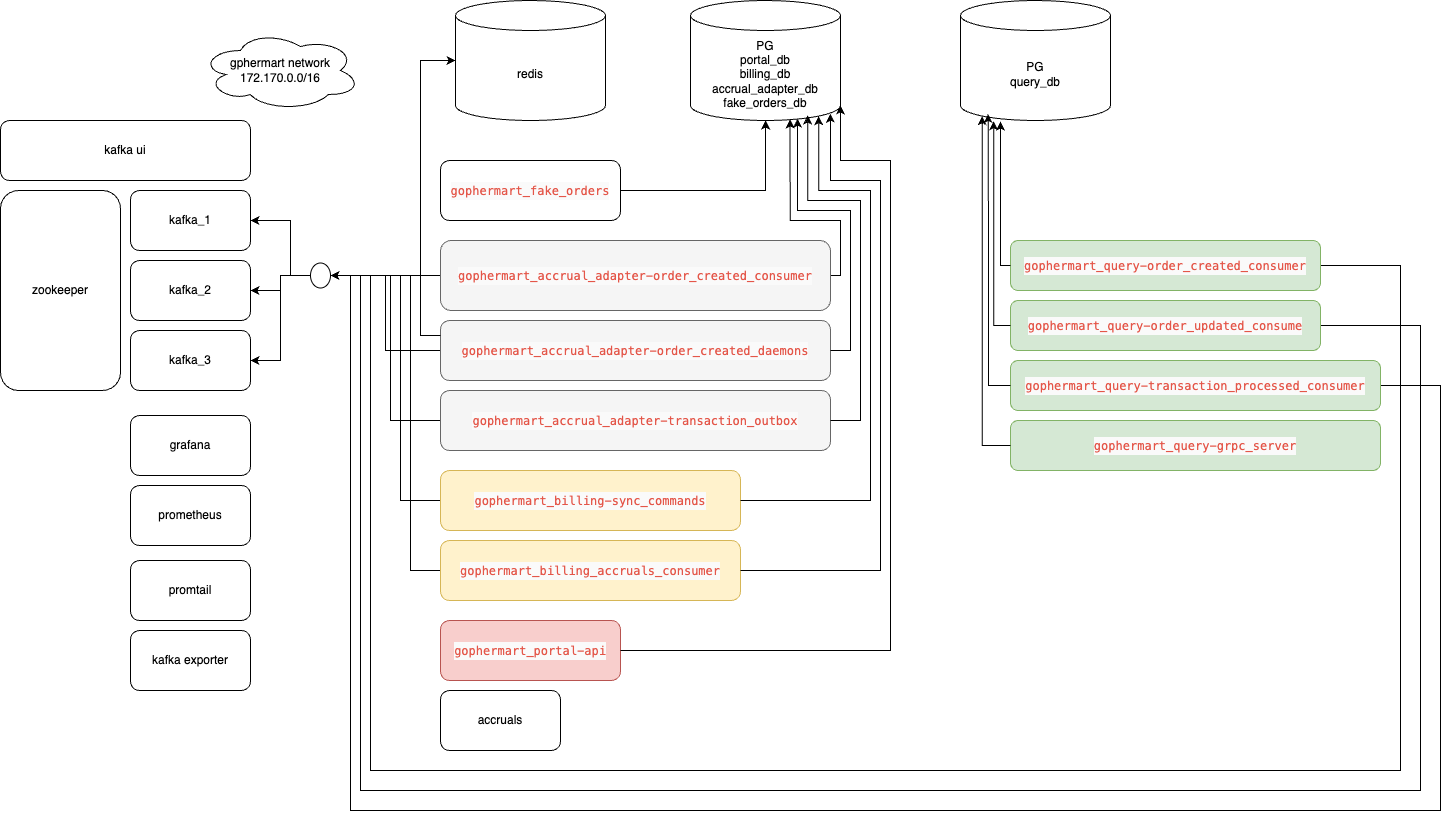 gphermart network
172.170.0.0/16
redis
PG
portal_db
billing_db
accrual_adapter_db
fake_orders_db
PG
query_db
kafka ui
zookeeper
kafka_1
kafka_2
kafka_3
grafana
prometheus
promtail
kafka exporter
gophermart_fake_orders
gophermart_accrual_adapter-order_created_consumer
gophermart_accrual_adapter-order_created_daemons
gophermart_accrual_adapter-transaction_outbox
gophermart_billing-sync_commands
gophermart_billing_accruals_consumer
gophermart_portal-api
accruals
gophermart_query-order_created_consumer
gophermart_query-order_updated_consume
gophermart_query-transaction_processed_consumer
gophermart_query-grpc_server